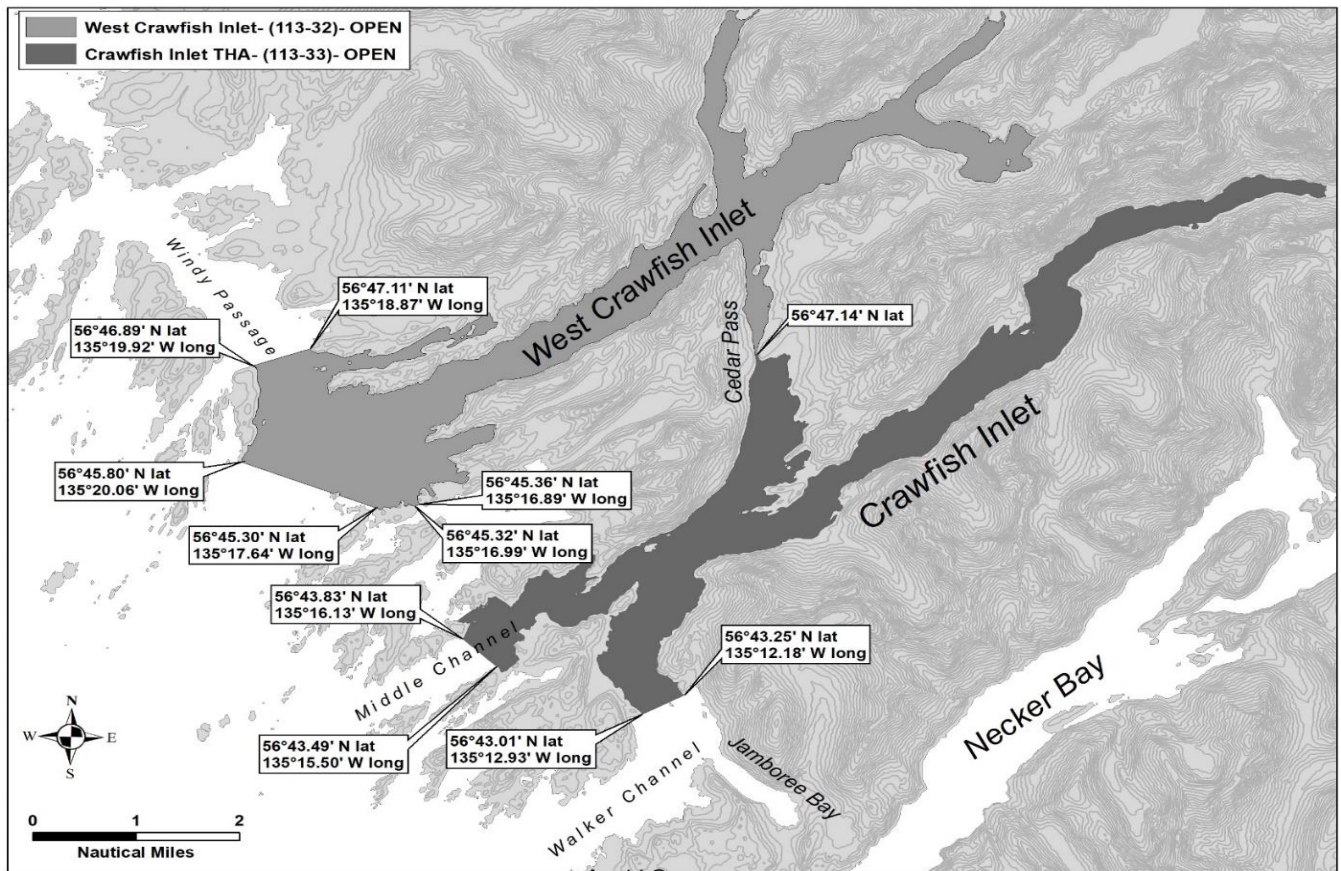 West Crawfish Inlet- (113-32)- OPEN
Crawfish Inlet THA- (113-33)- OPEN
Windy Passage
56°47.11' N lat
135°18.87' W long
56°46.89' N lat
135°19.92' W long
West Crawfish Inlet
Cedar Pass
56°47.14' N lat
Crawfish Inlet
56°45.80' N lat
135°20.06' W long
56°45.36' N lat
135°16.89' W long
56°45.30' N lat
135°17.64' W long
56°45.32' N lat
135°16.99' W long
56°43.83' N lat
135°16.13' W long
Middle Channel
56°43.25' N lat
135°12.18' W long
56°43.49' N lat
135°15.50' W long
56°43.01' N lat
135°12.93' W long
Necker Bay
Jamboree Bay
Walker Channel
N
W E
S
0 1 2
Nautical Miles